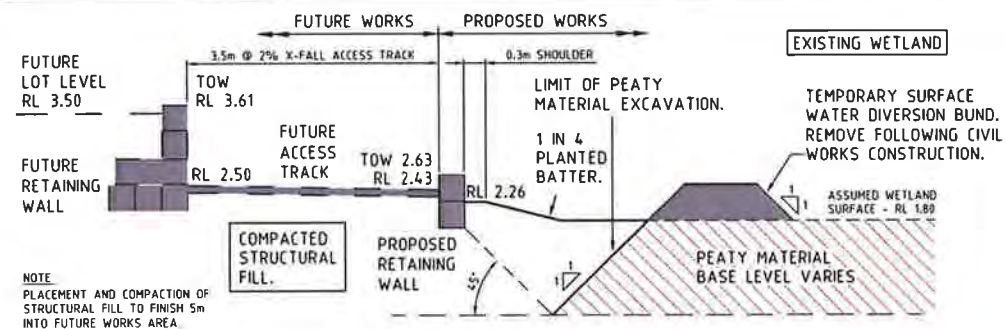 FUTURE WORKS
PROPOSED WORKS
3.5m @ 2% X-FALL ACCESS TRACK
0.3m SHOULDER
EXISTING WETLAND
FUTURE
LOT LEVEL
RL 3.50
TOW
RL 3.61
LIMIT OF PEATY
MATERIAL EXCAVATION.
TEMPORARY SURFACE
WATER DIVERSION BUND.
REMOVE FOLLOWING CIVIL
WORKS CONSTRUCTION.
FUTURE
ACCESS
TRACK
1 IN 4
PLANTED
BATTER.
FUTURE
RETAINING
WALL
RL 2.50
TOW 2.63
RL 2.43
RL 2.26
1
1
ASSUMED WETLAND
SURFACE - RL 1.80
COMPACTED
STRUCTURAL
FILL.
PROPOSED
RETAINING
WALL
45°
1
1
PEATY MATERIAL
BASE LEVEL VARIES
NOTE
PLACEMENT AND COMPACTION OF
STRUCTURAL FILL TO FINISH 5m
INTO FUTURE WORKS AREA.